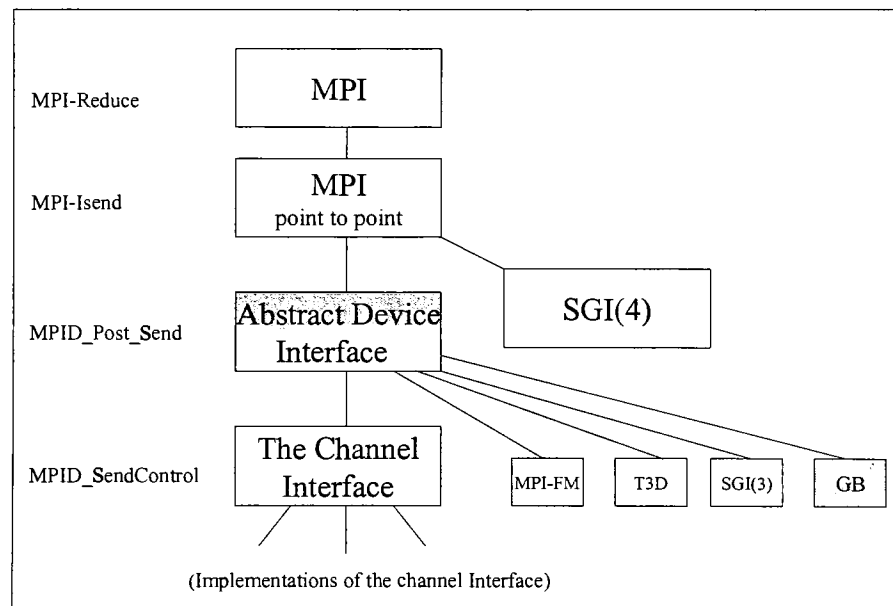 MPI-Reduce
MPI
MPI-Isend
MPI
point to point
SGI(4)
MPID_Post_Send
Abstract Device
Interface
MPID_SendControl
The Channel
Interface
MPI-FM
T3D
SGI(3)
GB
(Implementations of the channel Interface)